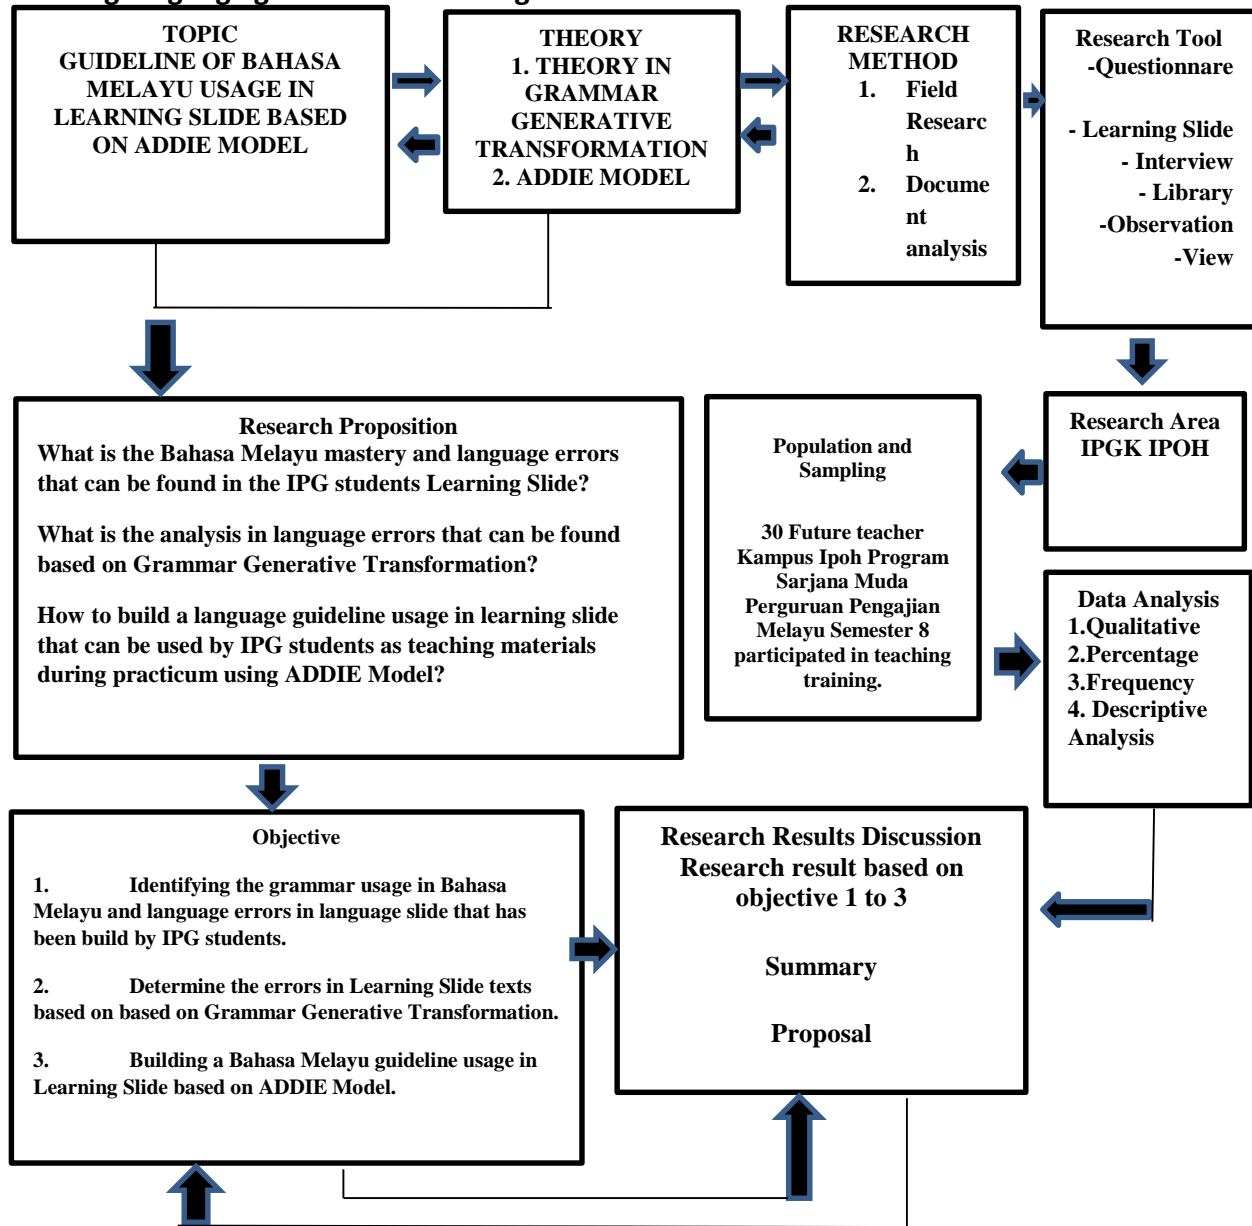 TOPIC
GUIDELINE OF BAHASA
MELAYU USAGE IN
LEARNING SLIDE BASED
ON ADDIE MODEL
THEORY
1. THEORY IN
GRAMMAR
GENERATIVE
TRANSFORMATION
2. ADDIE MODEL
RESEARCH
METHOD
1. Field
Researc
h
2. Docume
nt
analysis
Research Tool
-Questionnare
- Learning Slide
- Interview
- Library
-Observation
-View
Research Proposition
What is the Bahasa Melayu mastery and language errors
that can be found in the IPG students Learning Slide?
What is the analysis in language errors that can be found
based on Grammar Generative Transformation?
How to build a language guideline usage in learning slide
that can be used by IPG students as teaching materials
during practicum using ADDIE Model?
Population and
Sampling
30 Future teacher
Kampus Ipoh Program
Sarjana Muda
Perguruan Pengajian
Melayu Semester 8
participated in teaching
training.
Research Area
IPGK IPOH
Data Analysis
1.Qualitative
2.Percentage
3.Frequency
4. Descriptive
Analysis
Objective
1. Identifying the grammar usage in Bahasa
Melayu and language errors in language slide that has
been build by IPG students.
2. Determine the errors in Learning Slide texts
based on based on Grammar Generative Transformation.
3. Building a Bahasa Melayu guideline usage in
Learning Slide based on ADDIE Model.
Research Results Discussion
Research result based on
objective 1 to 3
Summary
Proposal